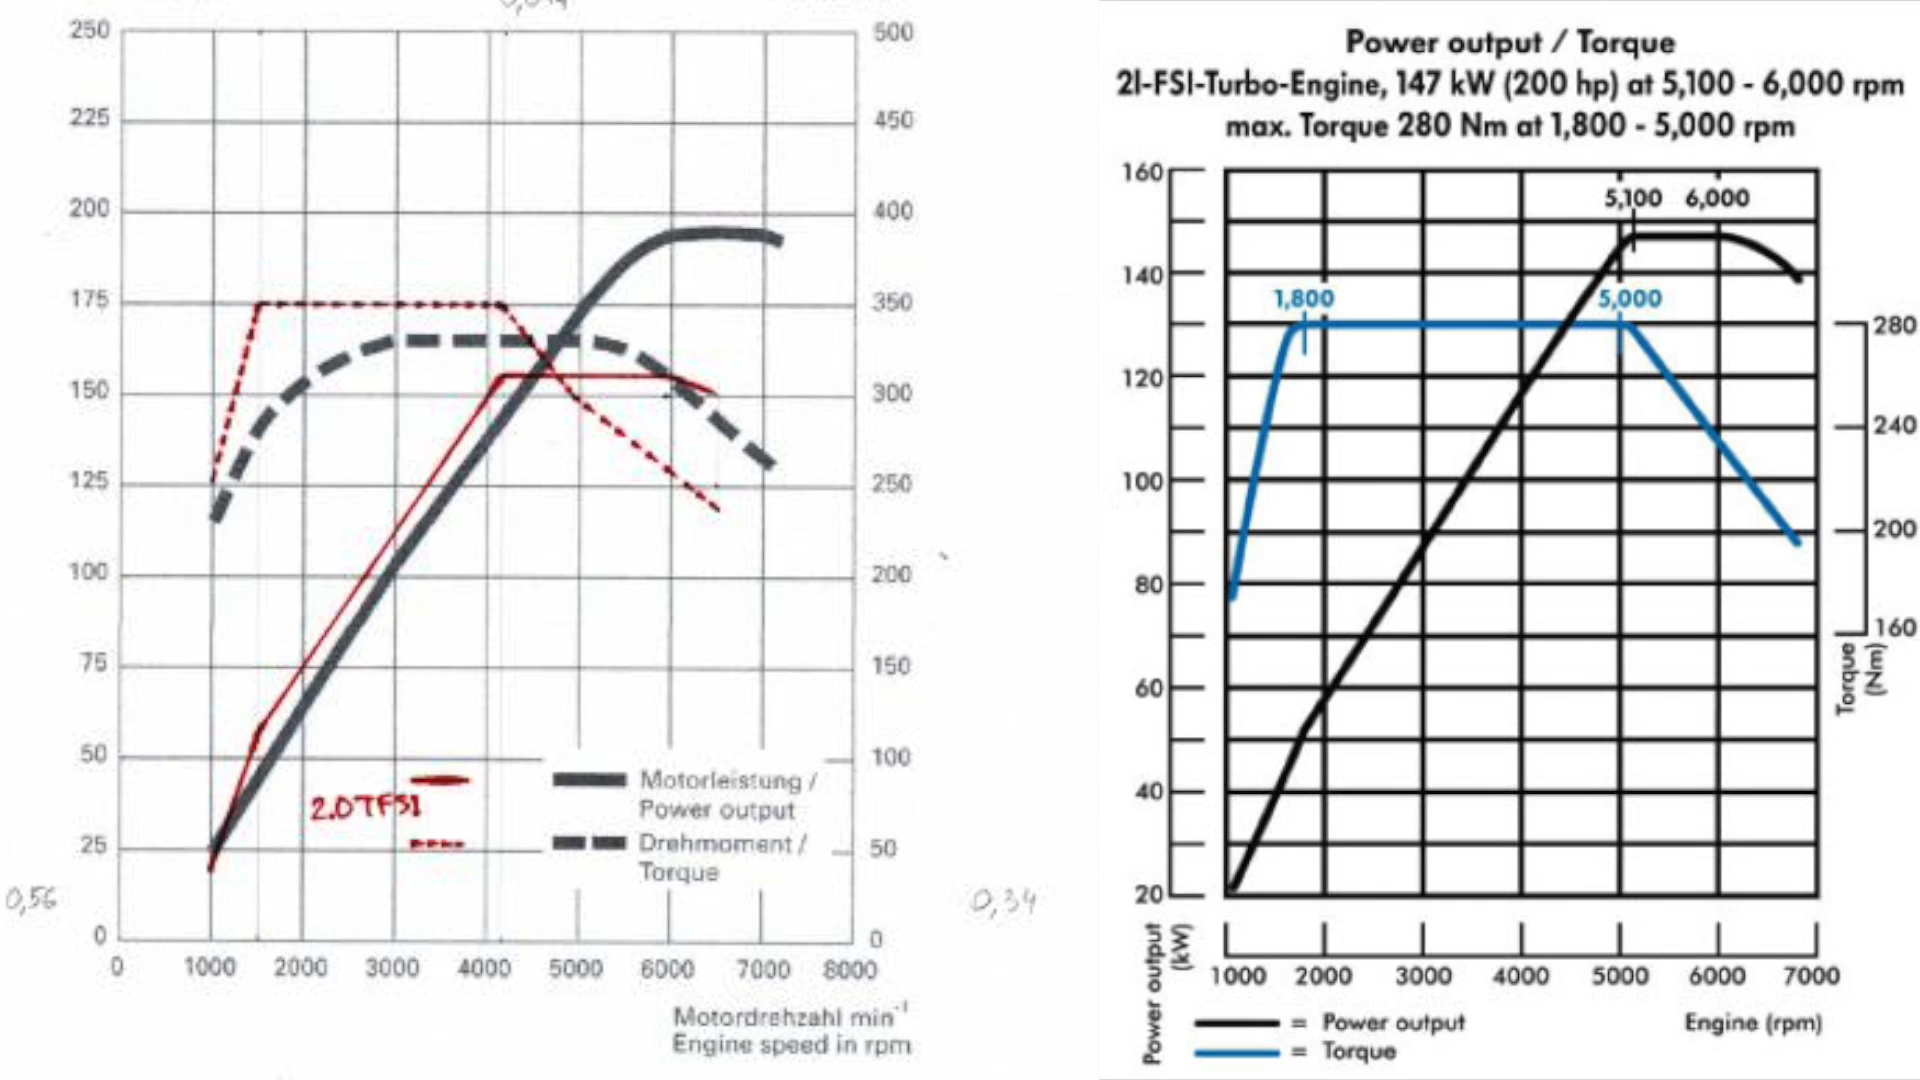 250
225
200
175
150
125
100
75
50
25
0
500
450
400
350
300
250
200
150
100
50
0
0 1000 2000 3000 4000 5000 6000 7000 8000
Motordrehzahl min⁻¹
Engine speed in rpm
2.0TFSI
Motorleistung /
Power output
Drehmoment /
Torque
0,56
0,34
Power output / Torque
2l-FSI-Turbo-Engine, 147 kW (200 hp) at 5,100 - 6,000 rpm
max. Torque 280 Nm at 1,800 - 5,000 rpm
160
140
120
100
80
60
40
20
5,100 6,000
1,800 5,000
280
240
200
160
Torque
(Nm)
Power output
(kW)
1000 2000 3000 4000 5000 6000 7000
= Power output
Engine (rpm)
= Torque